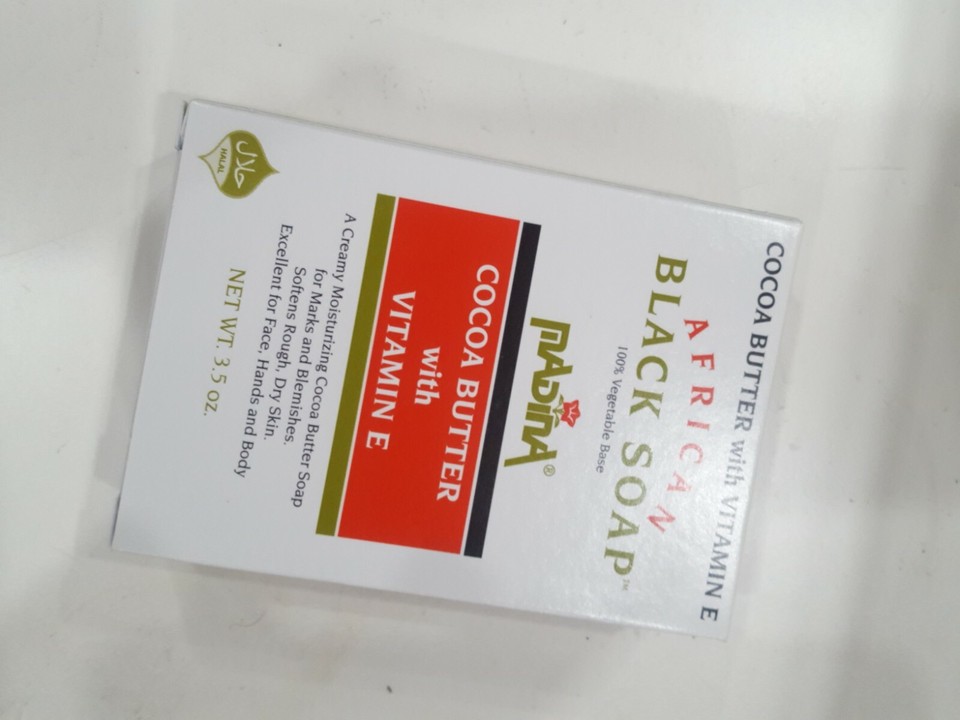 COCOA BUTTER with VITAMIN E
AFRICAN
BLACK SOAP™
100% Vegetable Base
MADINA®
COCOA BUTTER
with
VITAMIN E
A Creamy Moisturizing Cocoa Butter Soap
for Marks and Blemishes.
Softens Rough, Dry Skin.
Excellent for Face, Hands and Body
NET WT. 3.5 oz.
حلال
HALAL